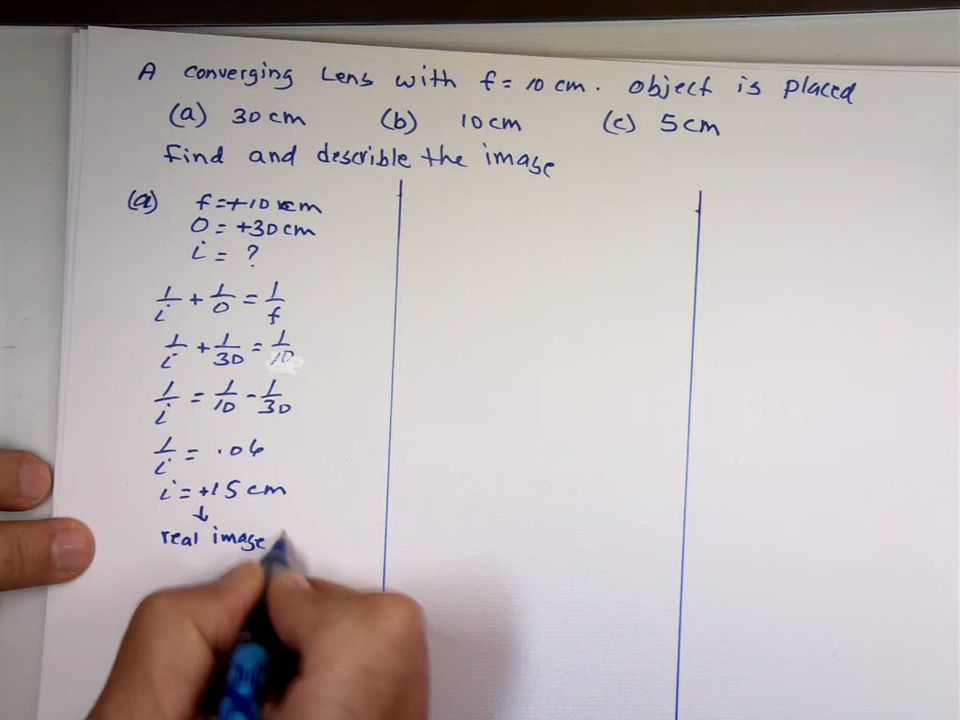 A converging Lens with f = 10 cm. object is placed
(a) 30 cm (b) 10 cm (c) 5 cm
find and describle the image
(a) f = +10 cm
O = +30 cm
i = ?
1/i + 1/O = 1/f
1/i + 1/30 = 1/10
1/i = 1/10 - 1/30
1/i = .06
i = +15 cm
↓
real image